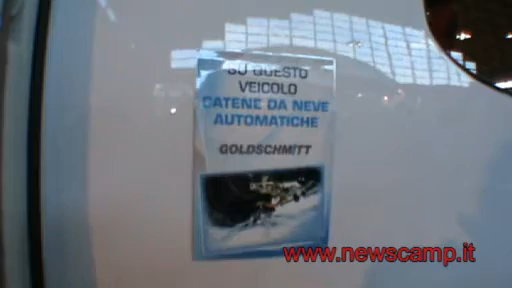 SU QUESTO
VEICOLO
CATENE DA NEVE
AUTOMATICHE
GOLDSCHMITT
www.newscamp.it